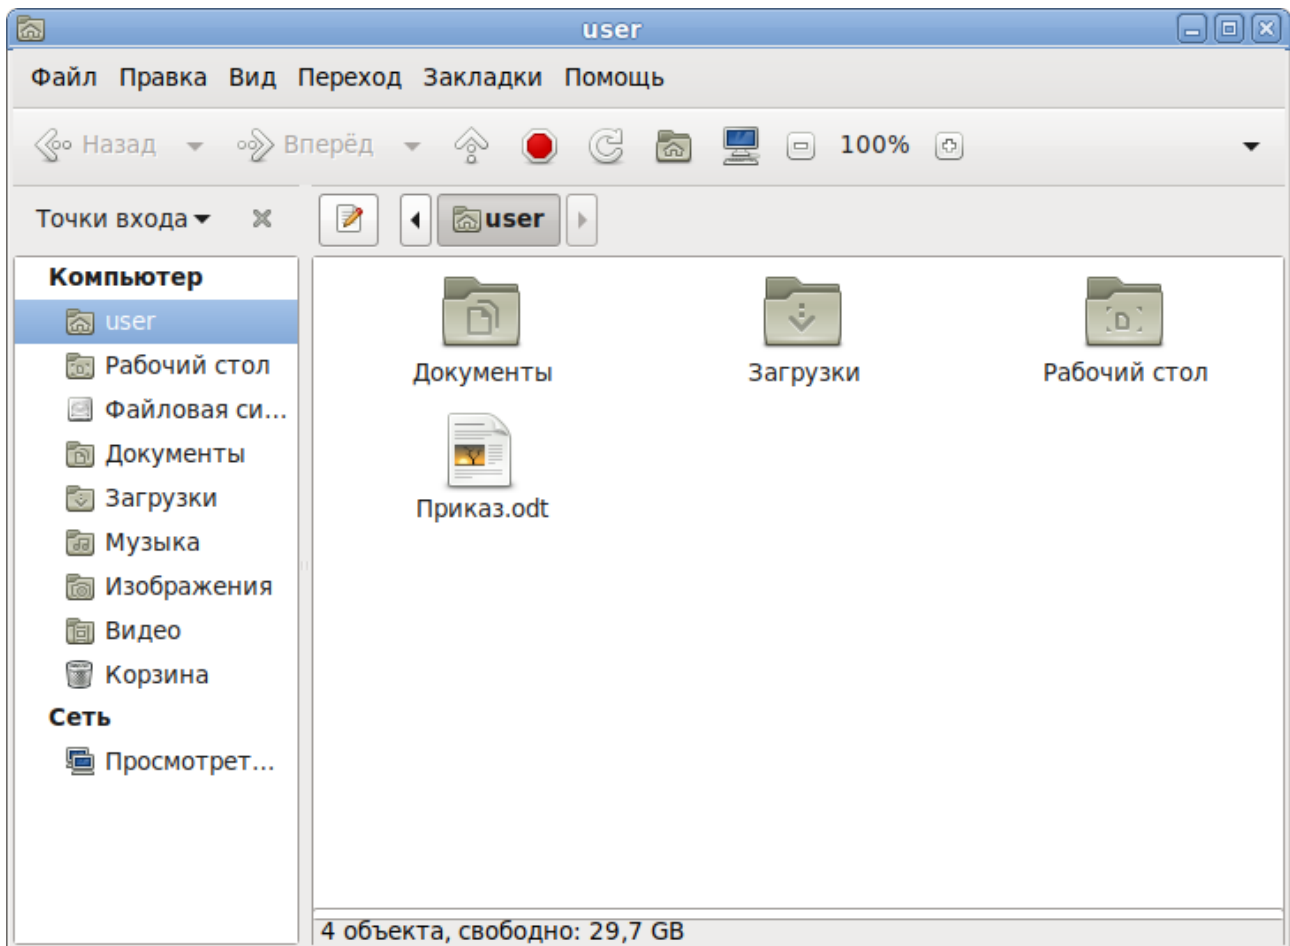 user
Файл Правка Вид Переход Закладки Помощь
Назад Вперёд 100%
Точки входа user
Компьютер
user
Рабочий стол
Файловая си...
Документы
Загрузки
Музыка
Изображения
Видео
Корзина
Сеть
Просмотрет...
Документы Загрузки Рабочий стол
Приказ.odt
4 объекта, свободно: 29,7 GB